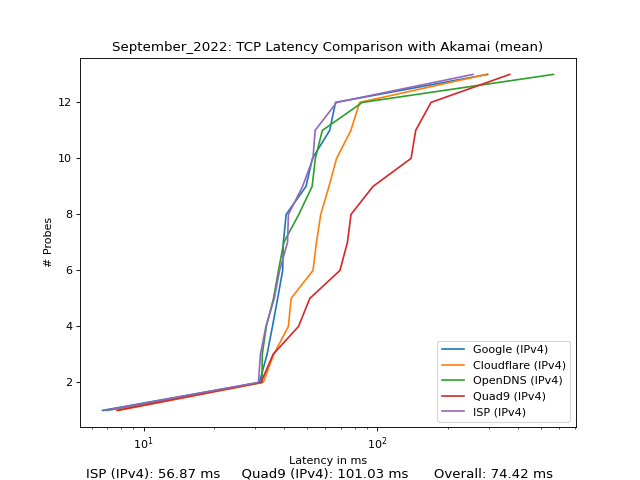 September_2022: TCP Latency Comparison with Akamai (mean)
# Probes
12
10
8
6
4
2
10¹ 10²
Latency in ms
Google (IPv4)
Cloudflare (IPv4)
OpenDNS (IPv4)
Quad9 (IPv4)
ISP (IPv4)
ISP (IPv4): 56.87 ms Quad9 (IPv4): 101.03 ms Overall: 74.42 ms